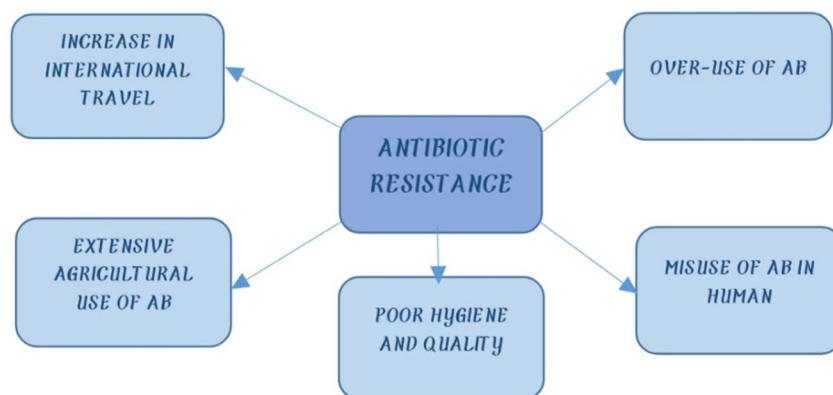 INCREASE IN
INTERNATIONAL
TRAVEL
OVER-USE OF AB
ANTIBIOTIC
RESISTANCE
EXTENSIVE
AGRICULTURAL
USE OF AB
POOR HYGIENE
AND QUALITY
MISUSE OF AB IN
HUMAN